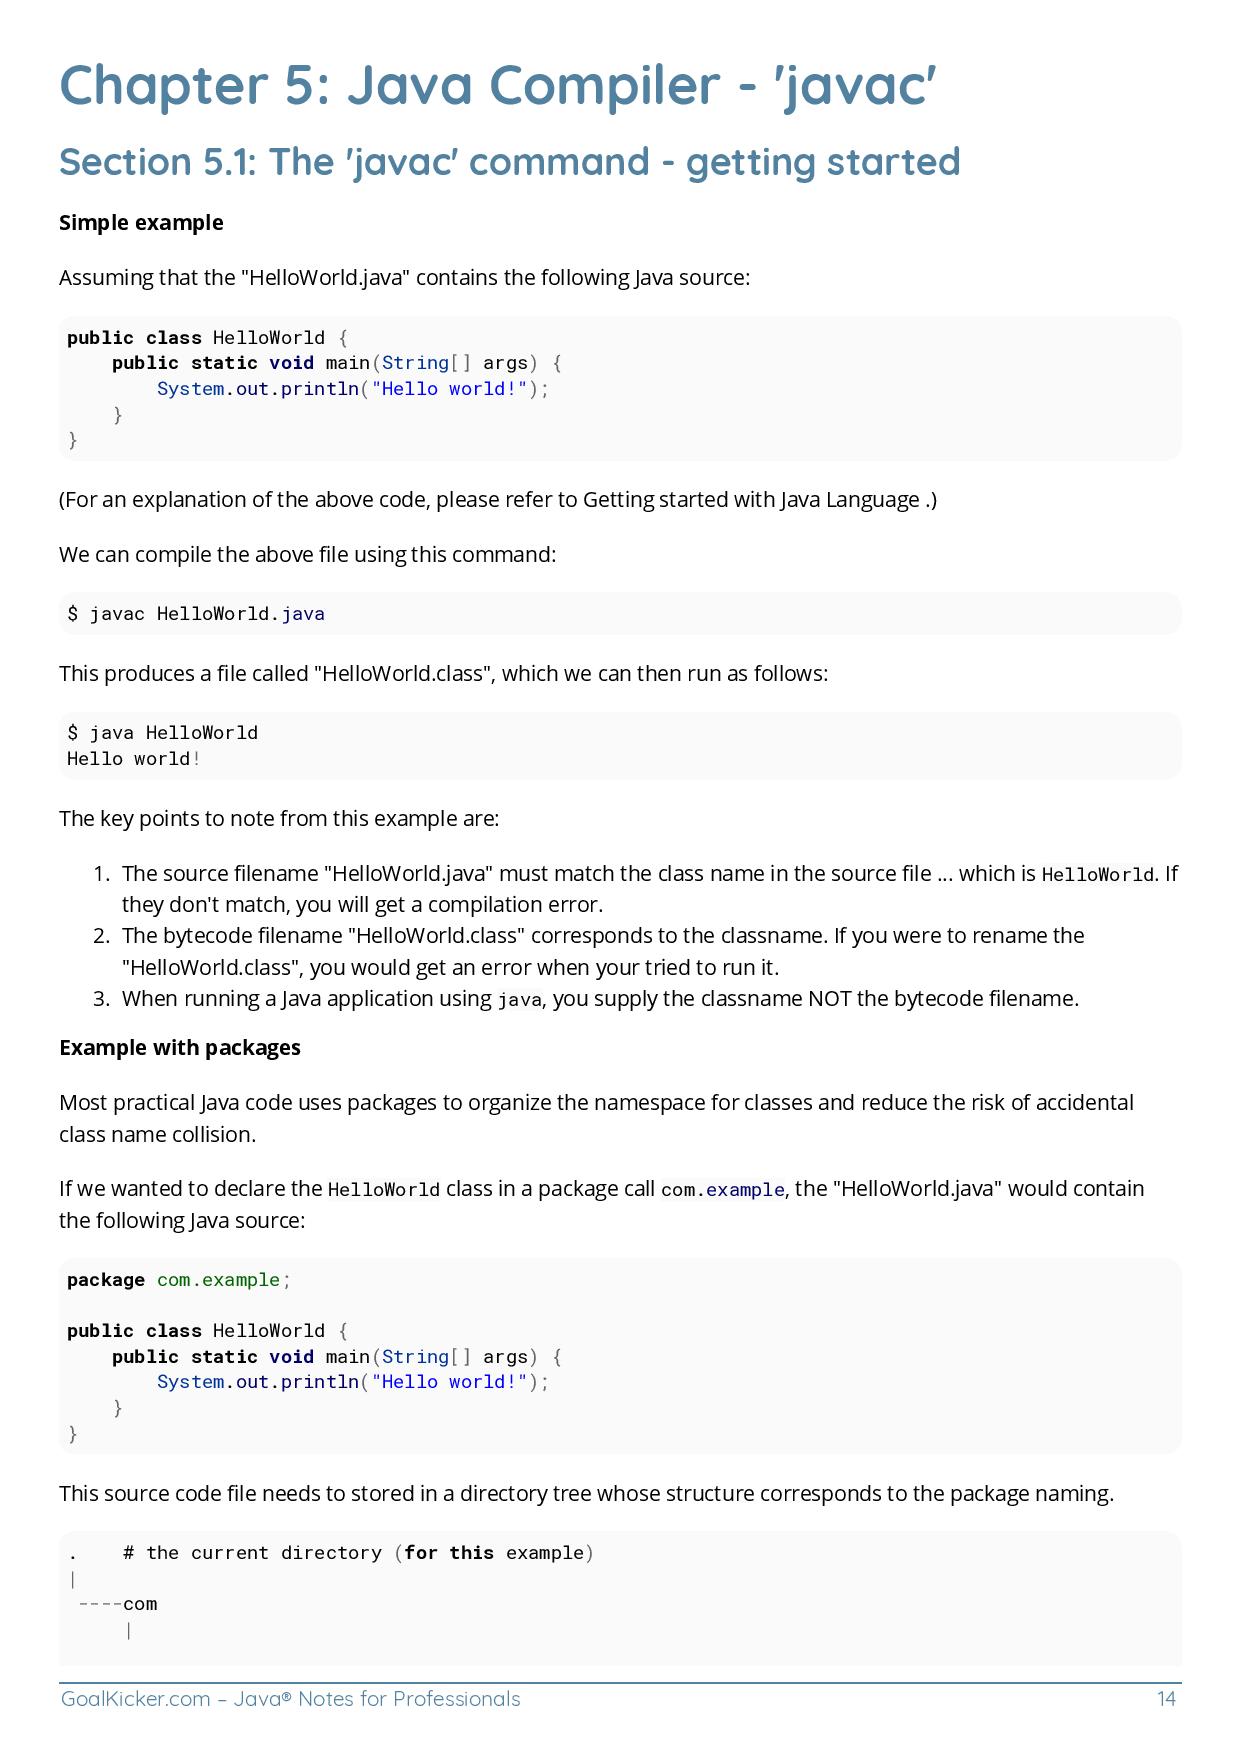 Chapter 5: Java Compiler - 'javac'
Section 5.1: The 'javac' command - getting started
Simple example
Assuming that the "HelloWorld.java" contains the following Java source:
public class HelloWorld {
    public static void main(String[] args) {
        System.out.println("Hello world!");
    }
}
(For an explanation of the above code, please refer to Getting started with Java Language .)
We can compile the above file using this command:
$ javac HelloWorld.java
This produces a file called "HelloWorld.class", which we can then run as follows:
$ java HelloWorld
Hello world!
The key points to note from this example are:
1. The source filename "HelloWorld.java" must match the class name in the source file ... which is HelloWorld. If
they don't match, you will get a compilation error.
2. The bytecode filename "HelloWorld.class" corresponds to the classname. If you were to rename the
"HelloWorld.class", you would get an error when your tried to run it.
3. When running a Java application using java, you supply the classname NOT the bytecode filename.
Example with packages
Most practical Java code uses packages to organize the namespace for classes and reduce the risk of accidental
class name collision.
If we wanted to declare the HelloWorld class in a package call com.example, the "HelloWorld.java" would contain
the following Java source:
package com.example;
public class HelloWorld {
    public static void main(String[] args) {
        System.out.println("Hello world!");
    }
}
This source code file needs to stored in a directory tree whose structure corresponds to the package naming.
.    # the current directory (for this example)
|
 ----com
     |
GoalKicker.com – Java® Notes for Professionals 14